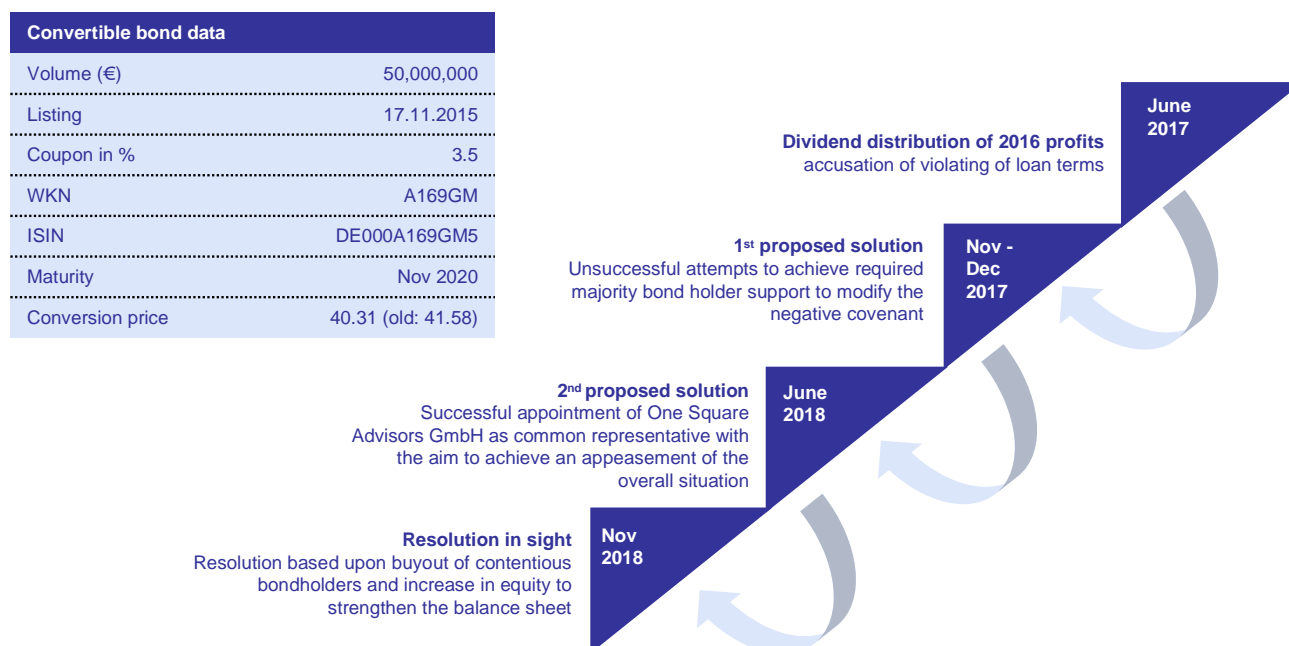 Convertible bond data
Volume (€) 50,000,000
Listing 17.11.2015
Coupon in % 3.5
WKN A169GM
ISIN DE000A169GM5
Maturity Nov 2020
Conversion price 40.31 (old: 41.58)
June
2017
Dividend distribution of 2016 profits
accusation of violating of loan terms
Nov -
Dec
2017
1st proposed solution
Unsuccessful attempts to achieve required
majority bond holder support to modify the
negative covenant
June
2018
2nd proposed solution
Successful appointment of One Square
Advisors GmbH as common representative with
the aim to achieve an appeasement of the
overall situation
Nov
2018
Resolution in sight
Resolution based upon buyout of contentious
bondholders and increase in equity to
strengthen the balance sheet